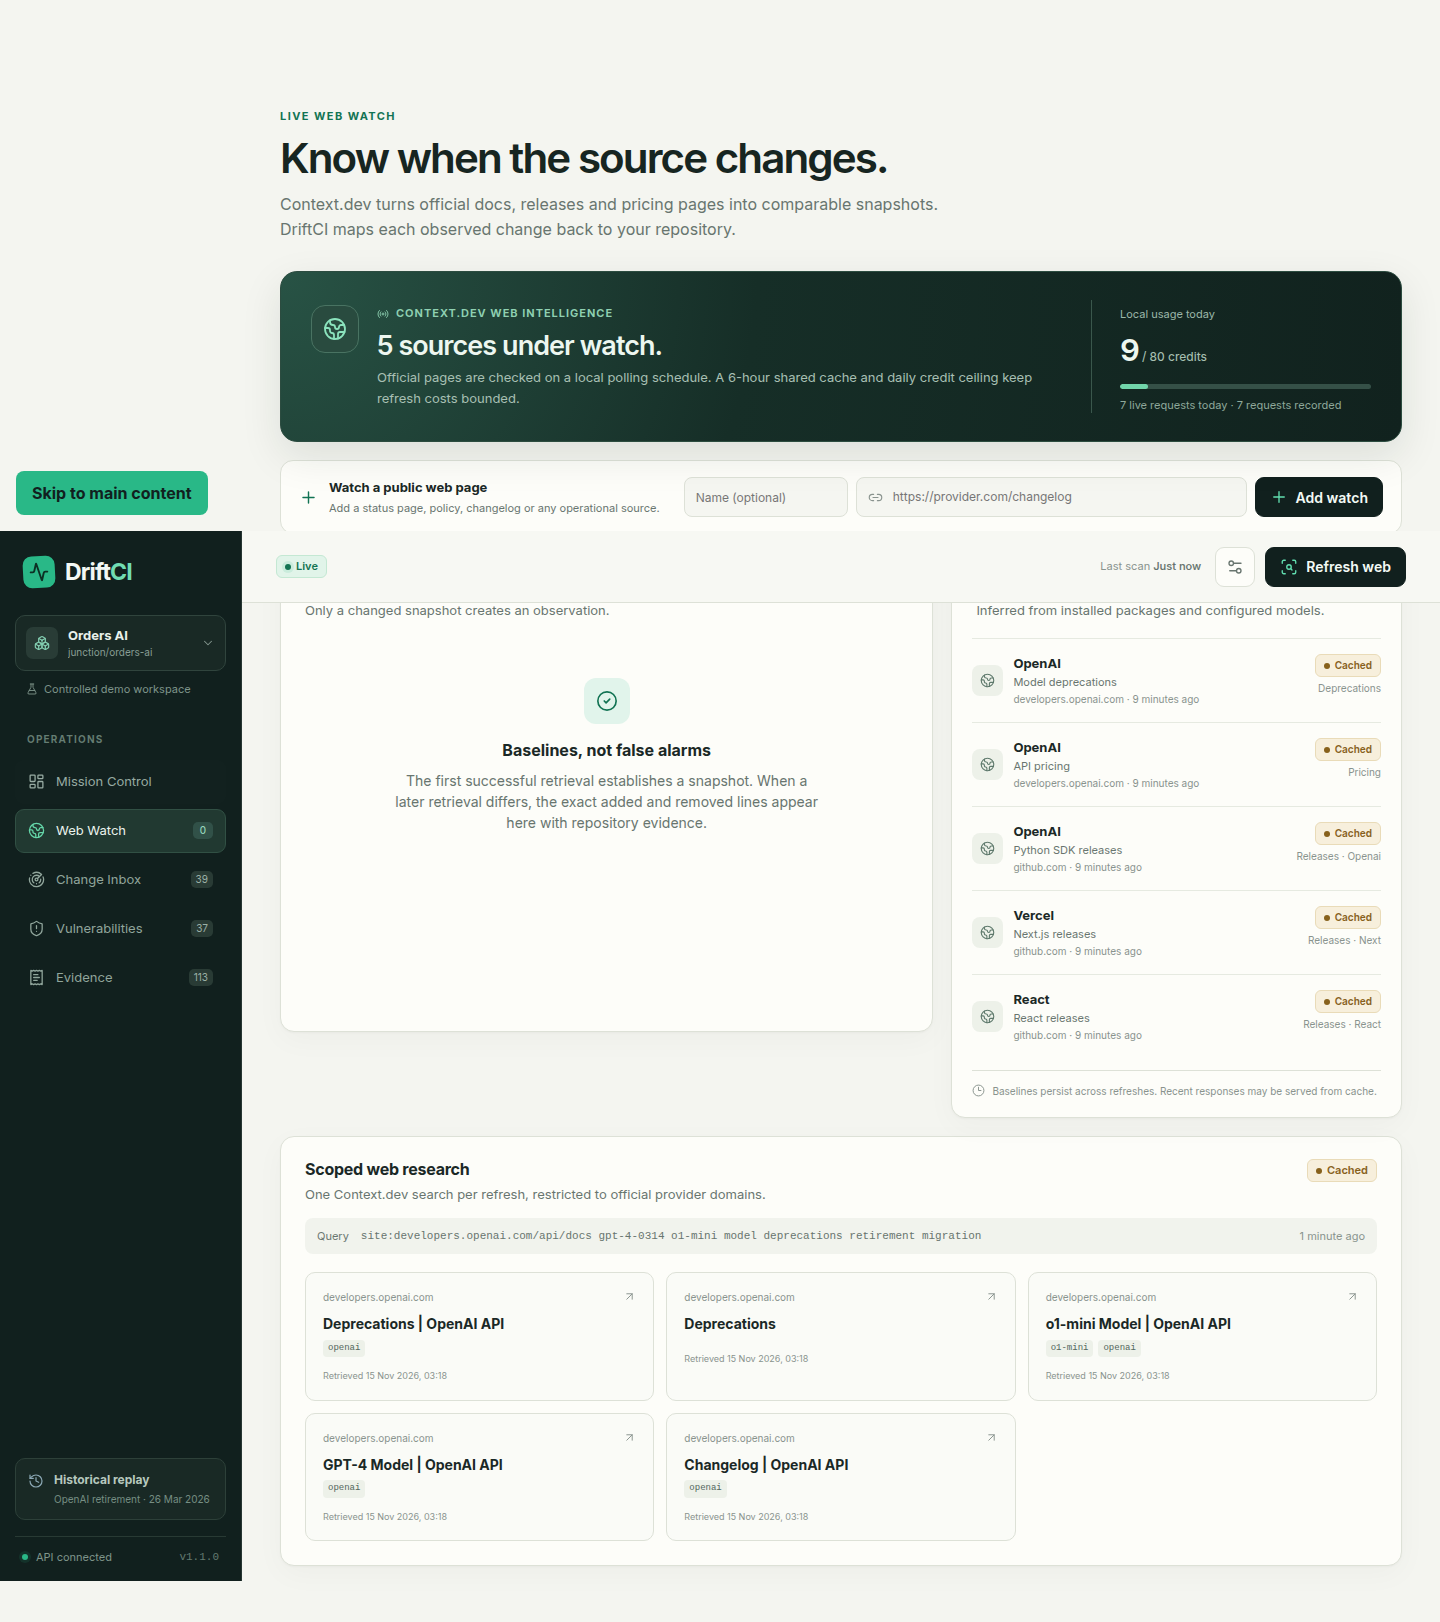 LIVE WEB WATCH
Know when the source changes.
Context.dev turns official docs, releases and pricing pages into comparable snapshots.
DriftCI maps each observed change back to your repository.
CONTEXT.DEV WEB INTELLIGENCE
5 sources under watch.
Official pages are checked on a local polling schedule. A 6-hour shared cache and daily credit ceiling keep
refresh costs bounded.
Local usage today
9 / 80 credits
7 live requests today · 7 requests recorded
Skip to main content
Watch a public web page
Add a status page, policy, changelog or any operational source.
Name (optional)
https://provider.com/changelog
Add watch
DriftCI
Orders AI
junction/orders-ai
Controlled demo workspace
OPERATIONS
Mission Control
Web Watch 0
Change Inbox 39
Vulnerabilities 37
Evidence 113
Historical replay
OpenAI retirement · 26 Mar 2026
API connected v1.1.0
Live
Last scan Just now
Refresh web
Only a changed snapshot creates an observation.
Baselines, not false alarms
The first successful retrieval establishes a snapshot. When a
later retrieval differs, the exact added and removed lines appear
here with repository evidence.
Inferred from installed packages and configured models.
OpenAI Cached
Model deprecations Deprecations
developers.openai.com · 9 minutes ago
OpenAI Cached
API pricing Pricing
developers.openai.com · 9 minutes ago
OpenAI Cached
Python SDK releases Releases · Openai
github.com · 9 minutes ago
Vercel Cached
Next.js releases Releases · Next
github.com · 9 minutes ago
React Cached
React releases Releases · React
github.com · 9 minutes ago
Baselines persist across refreshes. Recent responses may be served from cache.
Scoped web research Cached
One Context.dev search per refresh, restricted to official provider domains.
Query site:developers.openai.com/api/docs gpt-4-0314 o1-mini model deprecations retirement migration 1 minute ago
developers.openai.com
Deprecations | OpenAI API
openai
Retrieved 15 Nov 2026, 03:18
developers.openai.com
Deprecations
Retrieved 15 Nov 2026, 03:18
developers.openai.com
o1-mini Model | OpenAI API
o1-mini openai
Retrieved 15 Nov 2026, 03:18
developers.openai.com
GPT-4 Model | OpenAI API
openai
Retrieved 15 Nov 2026, 03:18
developers.openai.com
Changelog | OpenAI API
openai
Retrieved 15 Nov 2026, 03:18